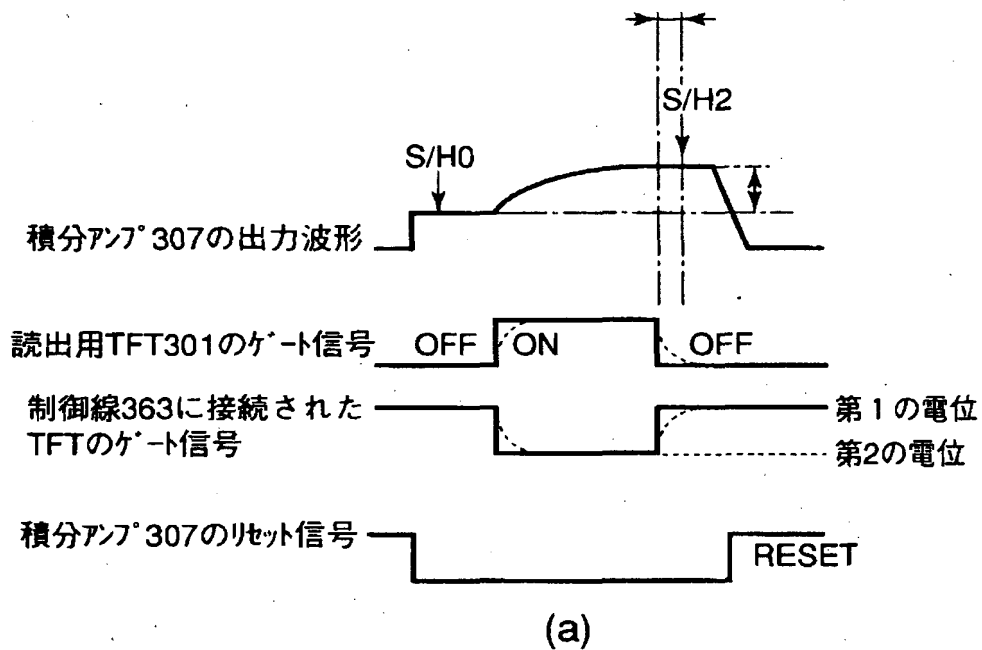 S/H2
S/H0
積分ｱﾝﾌﾟ307の出力波形
読出用TFT301のｹﾞｰﾄ信号
OFF
ON
OFF
制御線363に接続された
TFTのｹﾞｰﾄ信号
第1の電位
第2の電位
積分ｱﾝﾌﾟ307のﾘｾｯﾄ信号
RESET
(a)